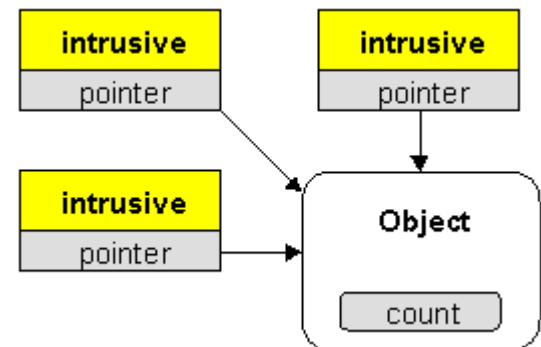 intrusive
pointer
intrusive
pointer
intrusive
pointer
Object
count